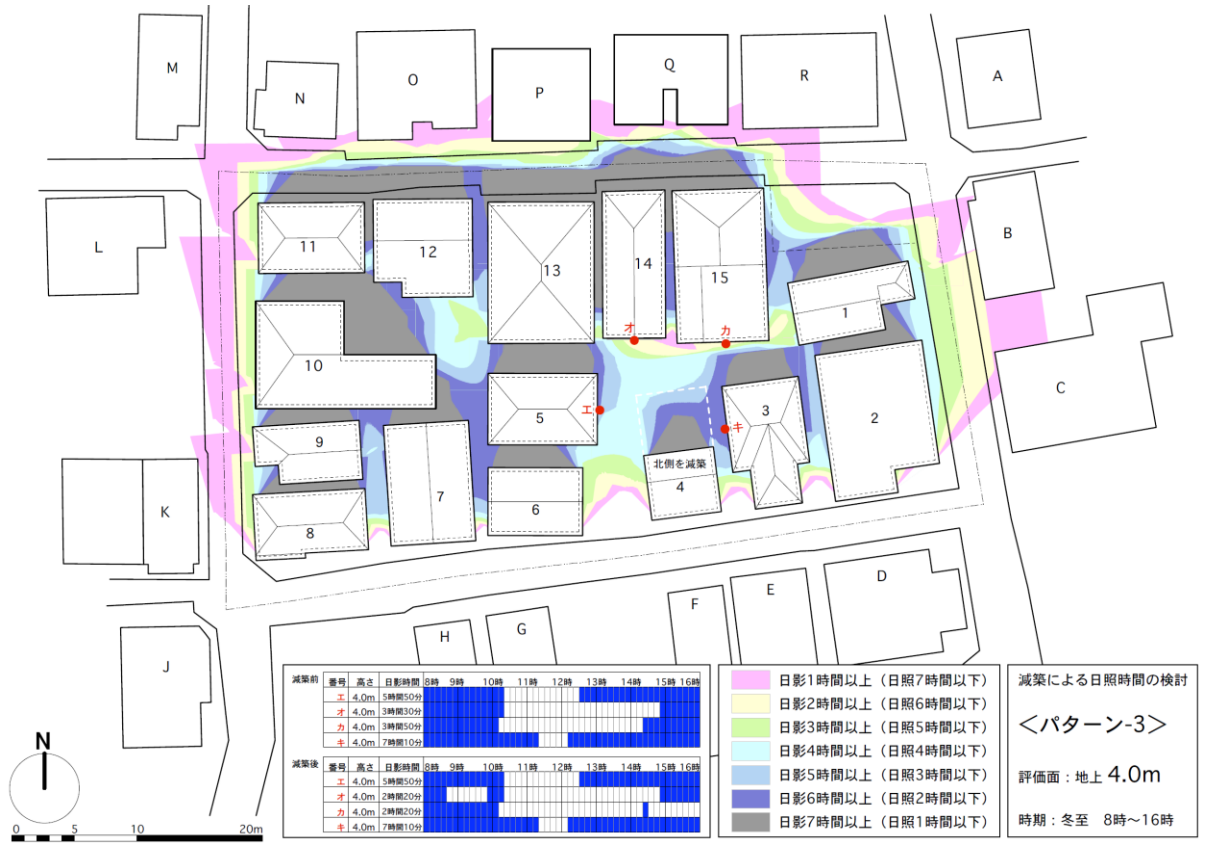 M
N
O
P
Q
R
A
L
B
C
K
J
H
G
F
E
D
11
12
13
14
15
1
オ
カ
10
5
エ
3
キ
2
9
7
北側を減築
4
6
8
N
0 5 10 20m
減築前 番号 高さ 日影時間 8時 9時 10時 11時 12時 13時 14時 15時 16時
エ 4.0m 5時間50分
オ 4.0m 3時間30分
カ 4.0m 3時間50分
キ 4.0m 7時間10分
減築後 番号 高さ 日影時間 8時 9時 10時 11時 12時 13時 14時 15時 16時
エ 4.0m 5時間50分
オ 4.0m 2時間20分
カ 4.0m 2時間20分
キ 4.0m 7時間10分
日影1時間以上（日照7時間以下）
日影2時間以上（日照6時間以下）
日影3時間以上（日照5時間以下）
日影4時間以上（日照4時間以下）
日影5時間以上（日照3時間以下）
日影6時間以上（日照2時間以下）
日影7時間以上（日照1時間以下）
減築による日照時間の検討
＜パターン-3＞
評価面：地上 4.0m
時期：冬至 8時～16時